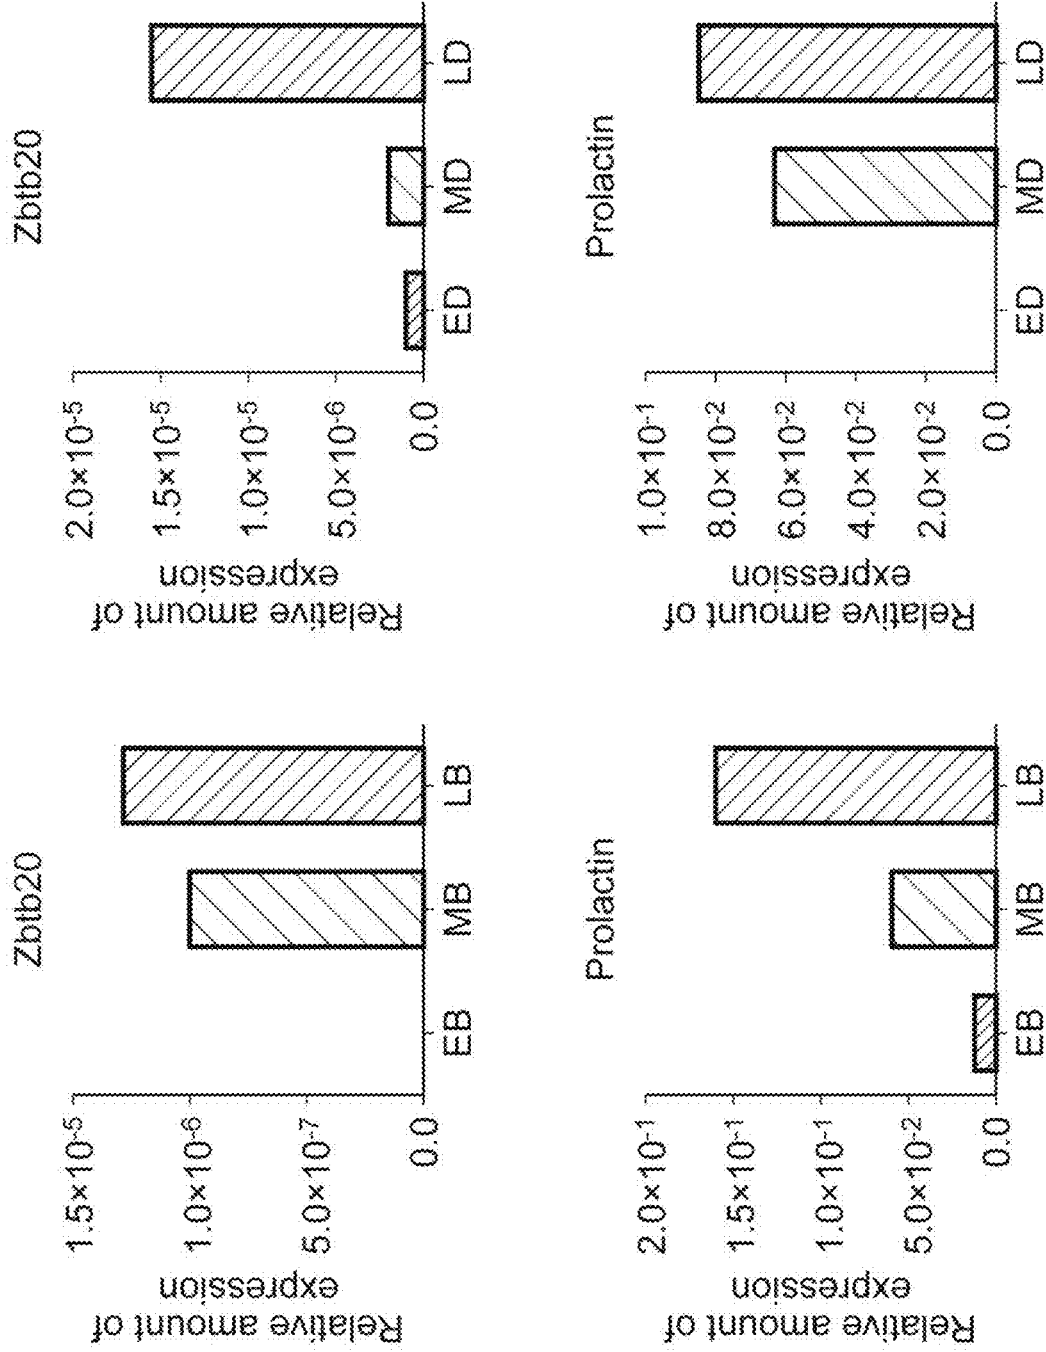 Zbtb20
Relative amount of
expression
1.5×10-5
1.0×10-6
5.0×10-7
0.0
EB
MB
LB
Zbtb20
Relative amount of
expression
2.0×10-5
1.5×10-5
1.0×10-5
5.0×10-6
0.0
ED
MD
LD
Prolactin
Relative amount of
expression
2.0×10-1
1.5×10-1
1.0×10-1
5.0×10-2
0.0
EB
MB
LB
Prolactin
Relative amount of
expression
1.0×10-1
8.0×10-2
6.0×10-2
4.0×10-2
2.0×10-2
0.0
ED
MD
LD